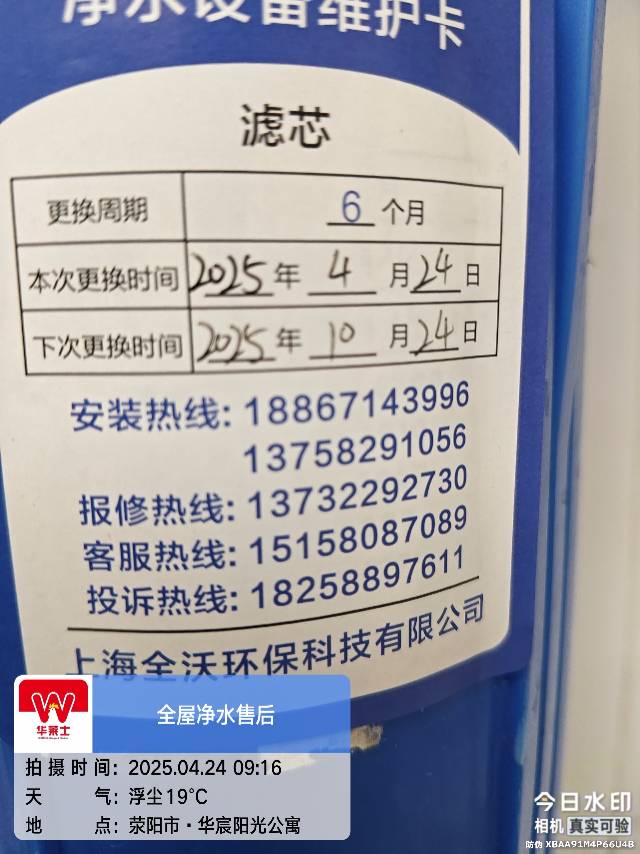 净水设备维护卡
滤芯
更换周期 6 个月
本次更换时间 2025 年 4 月 24 日
下次更换时间 2025 年 10 月 24 日
安装热线: 18867143996
13758291056
报修热线: 13732292730
客服热线: 15158087089
投诉热线: 18258897611
上海全沃环保科技有限公司
华莱士
全屋净水售后
拍摄时间: 2025.04.24 09:16
天气: 浮尘19℃
地点: 荥阳市·华宸阳光公寓
今日水印
相机 真实可验
防伪 XBAA91M4P66U4B